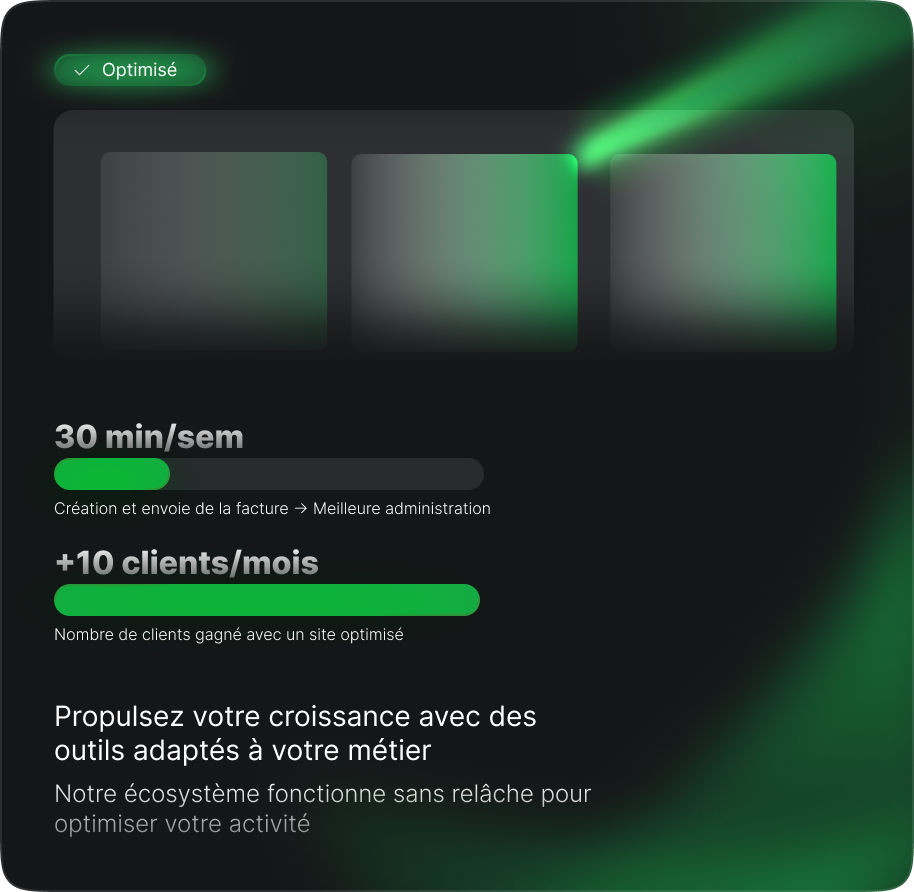 Optimisé
30 min/sem
Création et envoie de la facture → Meilleure administration
+10 clients/mois
Nombre de clients gagné avec un site optimisé
Propulsez votre croissance avec des
outils adaptés à votre métier
Notre écosystème fonctionne sans relâche pour
optimiser votre activité